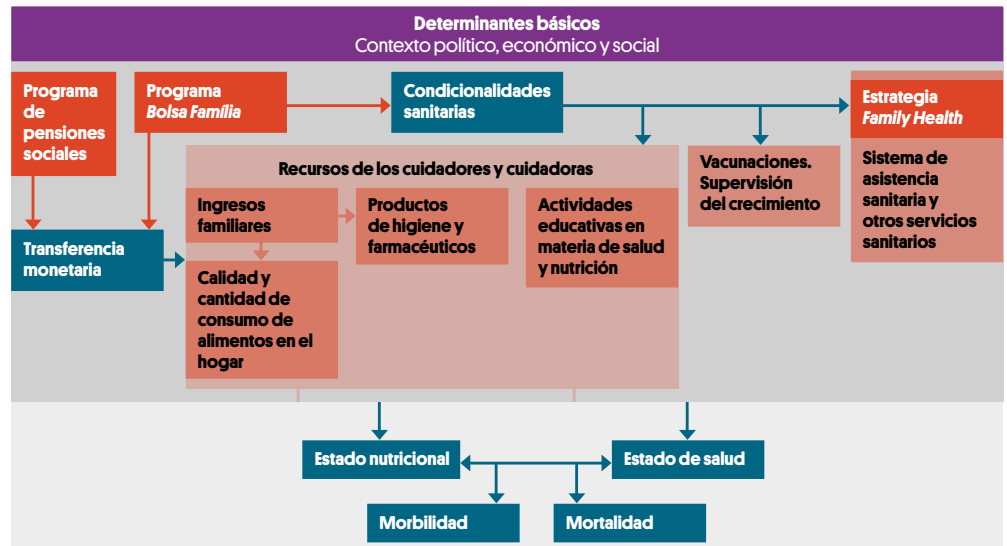 Determinantes básicos
Contexto político, económico y social
Programa
de
pensiones
sociales
Programa
Bolsa Família
Condicionalidades
sanitarias
Estrategia
Family Health
Recursos de los cuidadores y cuidadoras
Ingresos
familiares
Productos
de higiene y
farmacéuticos
Actividades
educativas en
materia de salud
y nutrición
Vacunaciones.
Supervisión
del crecimiento
Sistema de
asistencia
sanitaria y
otros servicios
sanitarios
Transferencia
monetaria
Calidad y
cantidad de
consumo de
alimentos en el
hogar
Estado nutricional
Estado de salud
Morbilidad
Mortalidad